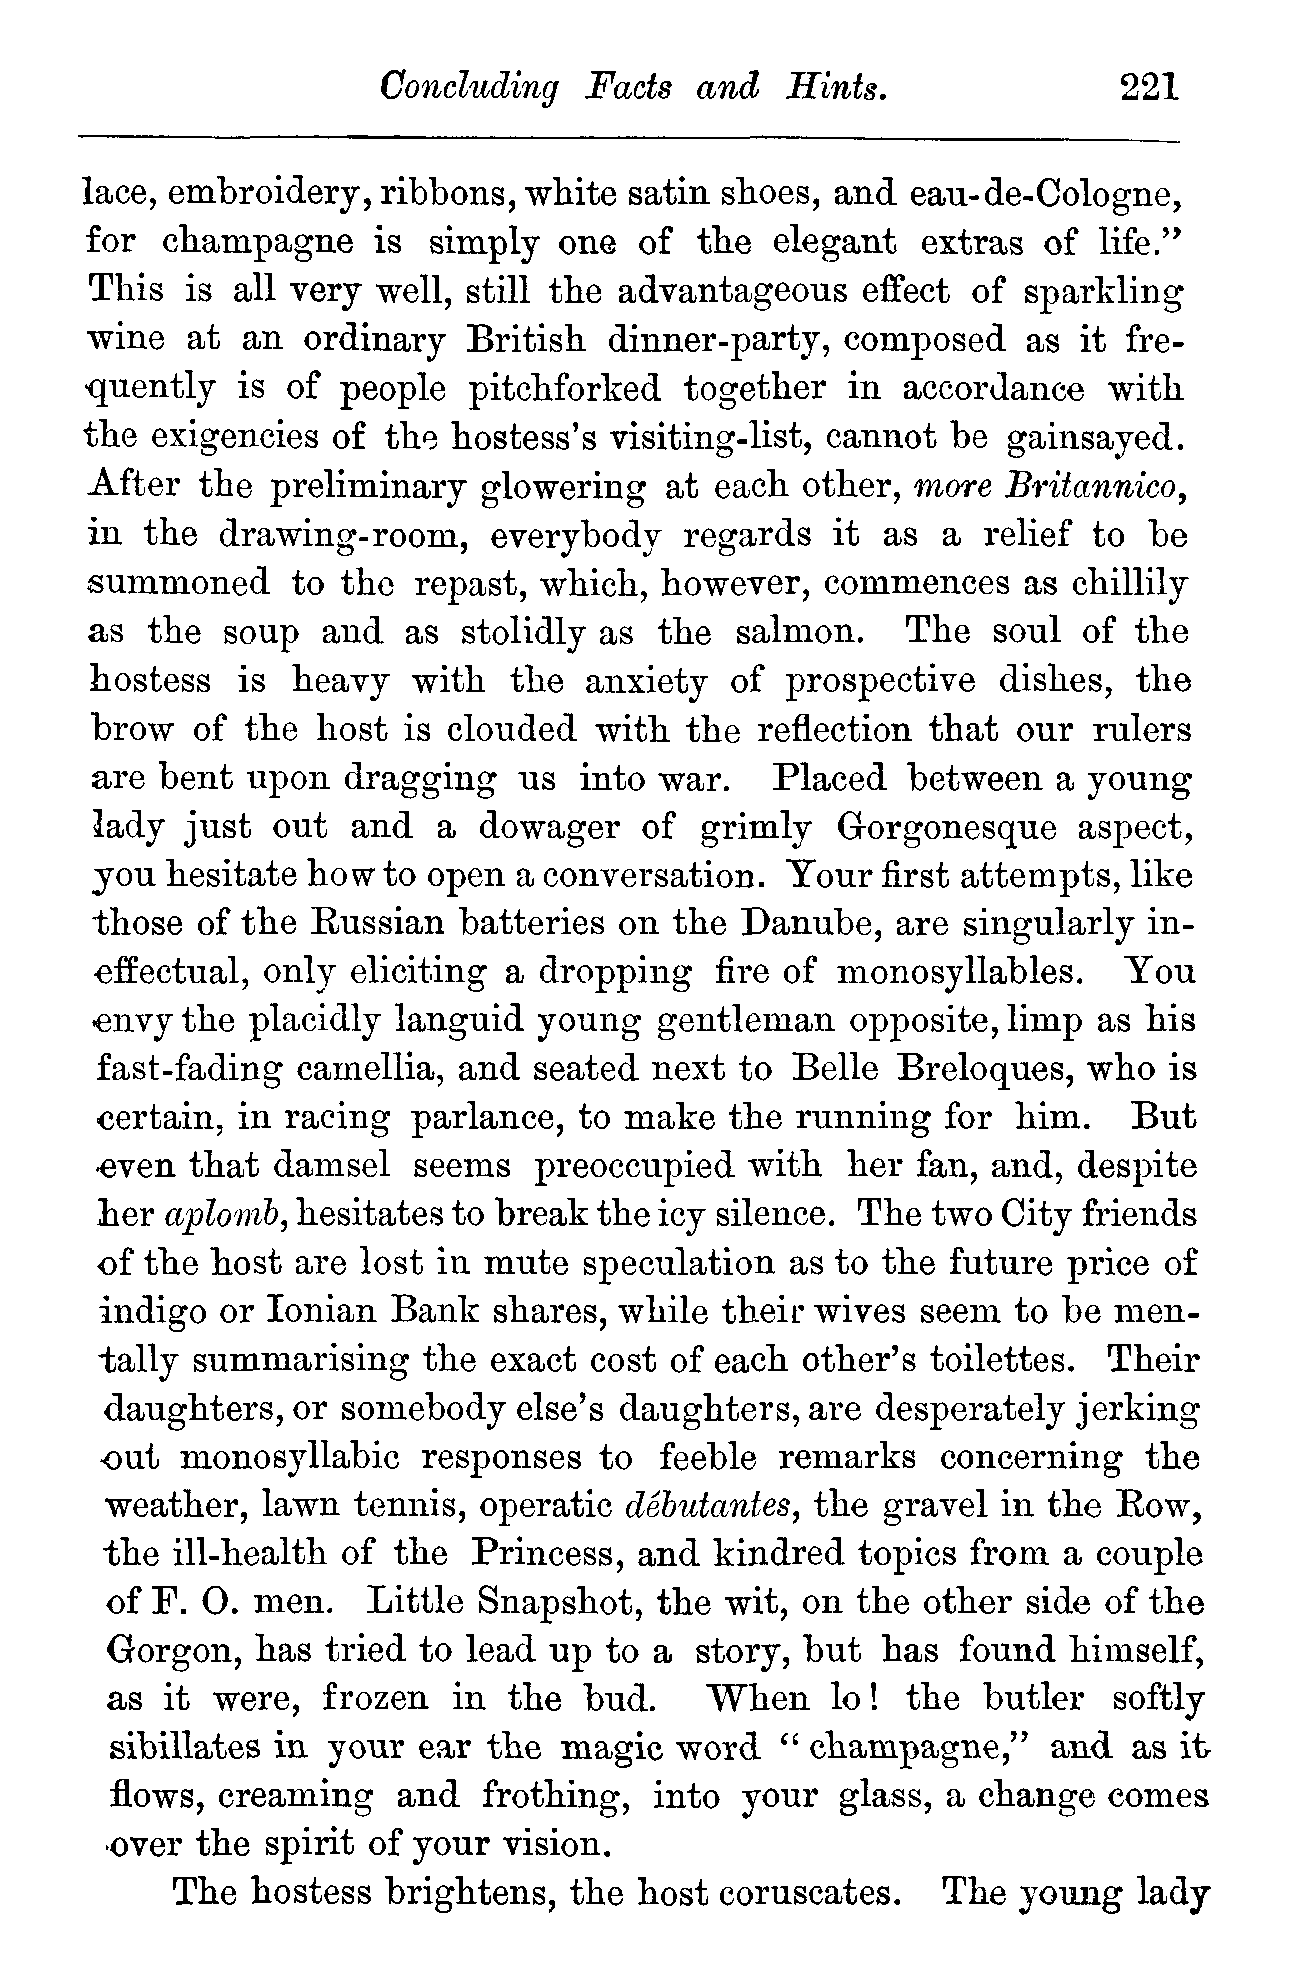 Concluding Facts and Hints. 221
lace, embroidery, ribbons, white satin shoes, and eau-de-Cologne,
for champagne is simply one of the elegant extras of life.”
This is all very well, still the advantageous effect of sparkling
wine at an ordinary British dinner-party, composed as it fre-
quently is of people pitchforked together in accordance with
the exigencies of the hostess’s visiting-list, cannot be gainsayed.
After the preliminary glowering at each other, more Britannico,
in the drawing-room, everybody regards it as a relief to be
summoned to the repast, which, however, commences as chillily
as the soup and as stolidly as the salmon. The soul of the
hostess is heavy with the anxiety of prospective dishes, the
brow of the host is clouded with the reflection that our rulers
are bent upon dragging us into war. Placed between a young
lady just out and a dowager of grimly Gorgonesque aspect,
you hesitate how to open a conversation. Your first attempts, like
those of the Russian batteries on the Danube, are singularly in-
effectual, only eliciting a dropping fire of monosyllables. You
envy the placidly languid young gentleman opposite, limp as his
fast-fading camellia, and seated next to Belle Breloques, who is
certain, in racing parlance, to make the running for him. But
even that damsel seems preoccupied with her fan, and, despite
her aplomb, hesitates to break the icy silence. The two City friends
of the host are lost in mute speculation as to the future price of
indigo or Ionian Bank shares, while their wives seem to be men-
tally summarising the exact cost of each other’s toilettes. Their
daughters, or somebody else’s daughters, are desperately jerking
out monosyllabic responses to feeble remarks concerning the
weather, lawn tennis, operatic débutantes, the gravel in the Row,
the ill-health of the Princess, and kindred topics from a couple
of F. O. men. Little Snapshot, the wit, on the other side of the
Gorgon, has tried to lead up to a story, but has found himself,
as it were, frozen in the bud. When lo! the butler softly
sibillates in your ear the magic word “champagne,” and as it
flows, creaming and frothing, into your glass, a change comes
over the spirit of your vision.
The hostess brightens, the host coruscates. The young lady